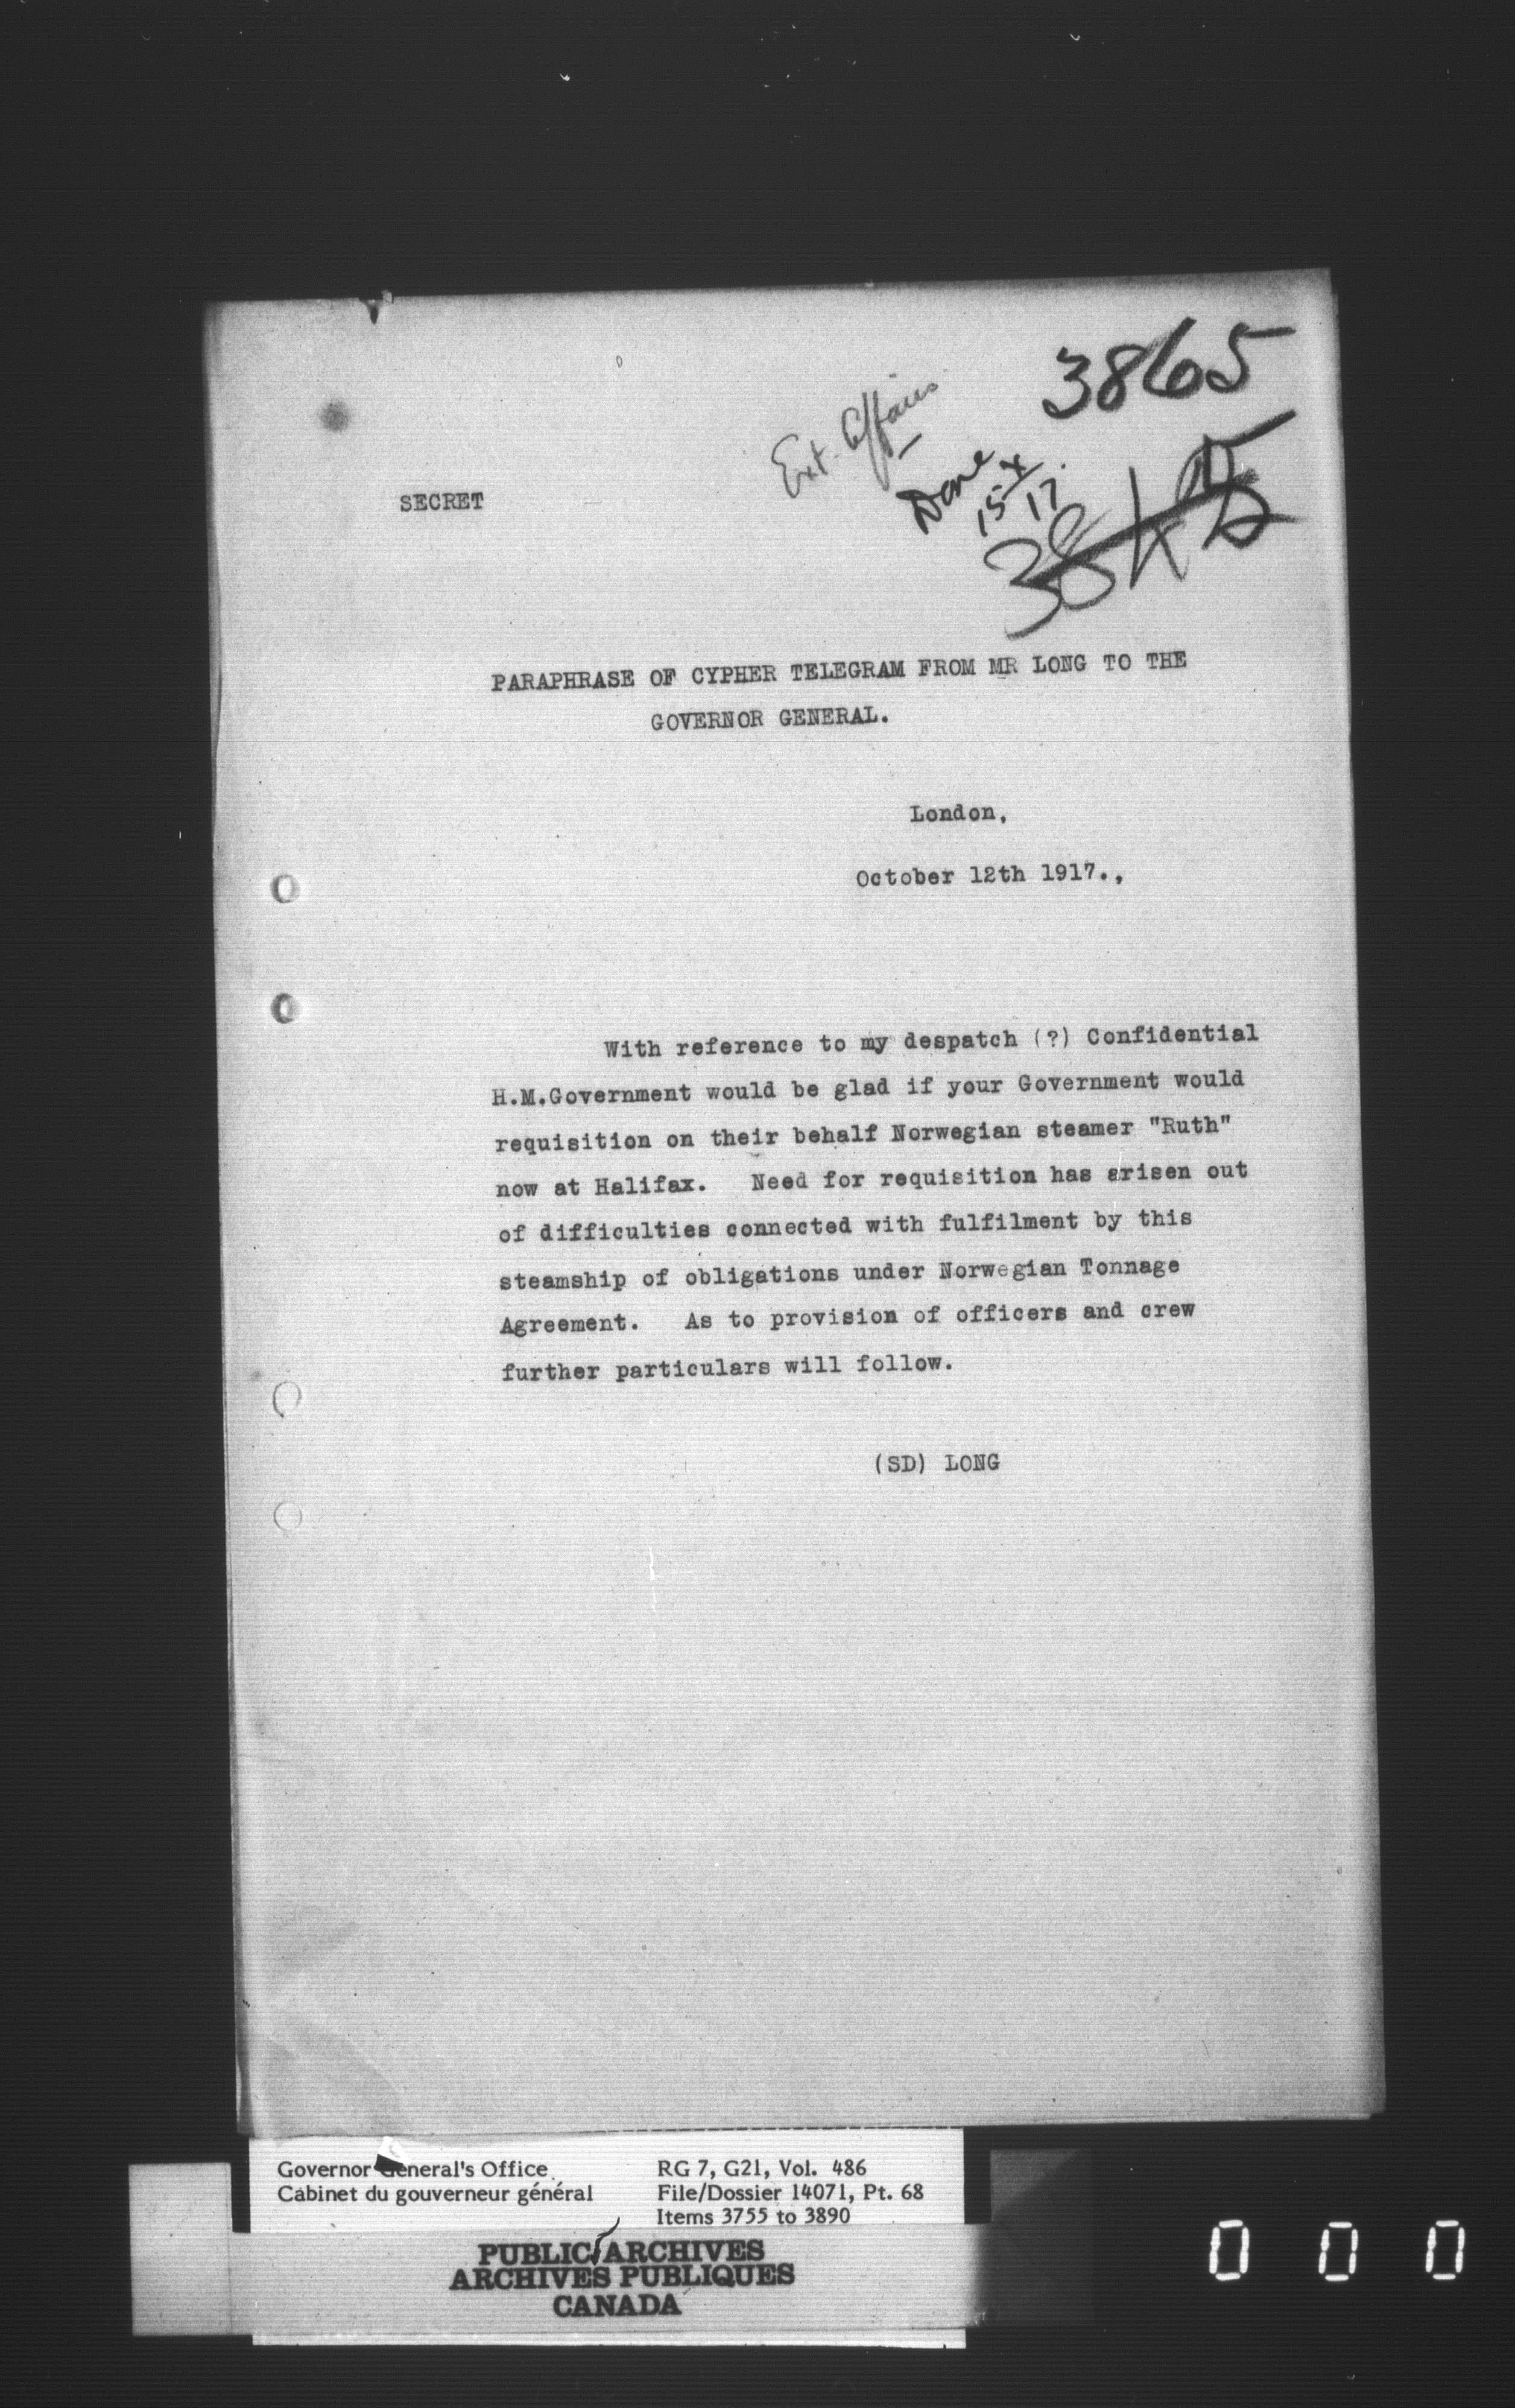 3865
Ext. Affairs
Done
15/X
17.
SECRET
PARAPHRASE OF CYPHER TELEGRAM FROM MR LONG TO THE
GOVERNOR GENERAL.
London,
October 12th 1917.,
With reference to my despatch (?) Confidential
H.M.Government would be glad if your Government would
requisition on their behalf Norwegian steamer "Ruth"
now at Halifax. Need for requisition has arisen out
of difficulties connected with fulfilment by this
steamship of obligations under Norwegian Tonnage
Agreement. As to provision of officers and crew
further particulars will follow.
(SD) LONG
Governor General's Office
Cabinet du gouverneur général
RG 7, G21, Vol. 486
File/Dossier 14071, Pt. 68
Items 3755 to 3890
PUBLIC ARCHIVES
ARCHIVES PUBLIQUES
CANADA
0 0 0